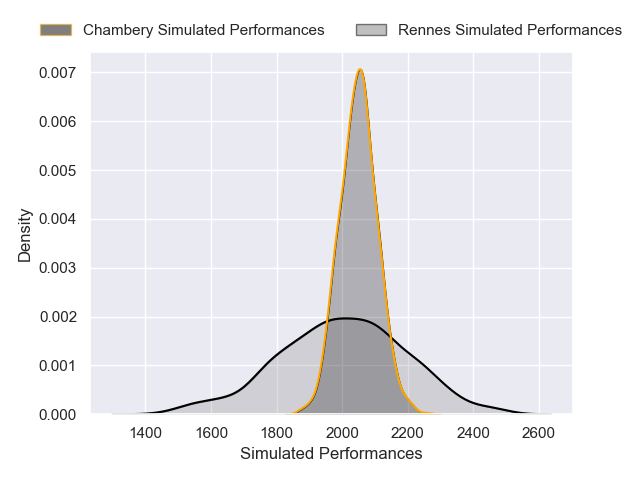 Chambery Simulated Performances
Rennes Simulated Performances
0.007
0.006
0.005
0.004
0.003
0.002
0.001
0.000
Density
1400 1600 1800 2000 2200 2400 2600
Simulated Performances